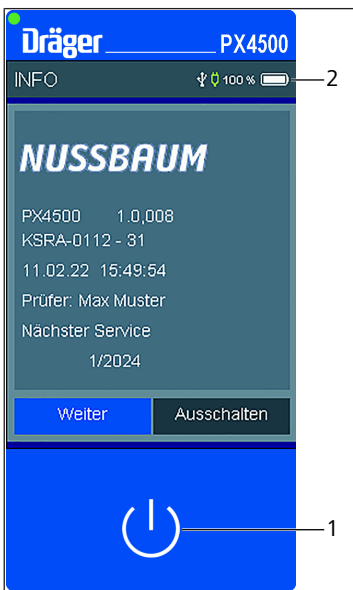 Dräger PX4500
INFO 100 % 2
NUSSBAUM
PX4500 1.0,008
KSRA-0112 - 31
11.02.22 15:49:54
Prüfer: Max Muster
Nächster Service
1/2024
Weiter Ausschalten
1